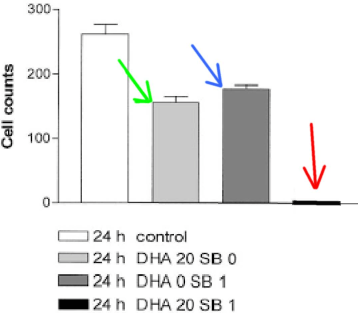 300
200
100
0
Cell counts
24 h control
24 h DHA 20 SB 0
24 h DHA 0 SB 1
24 h DHA 20 SB 1